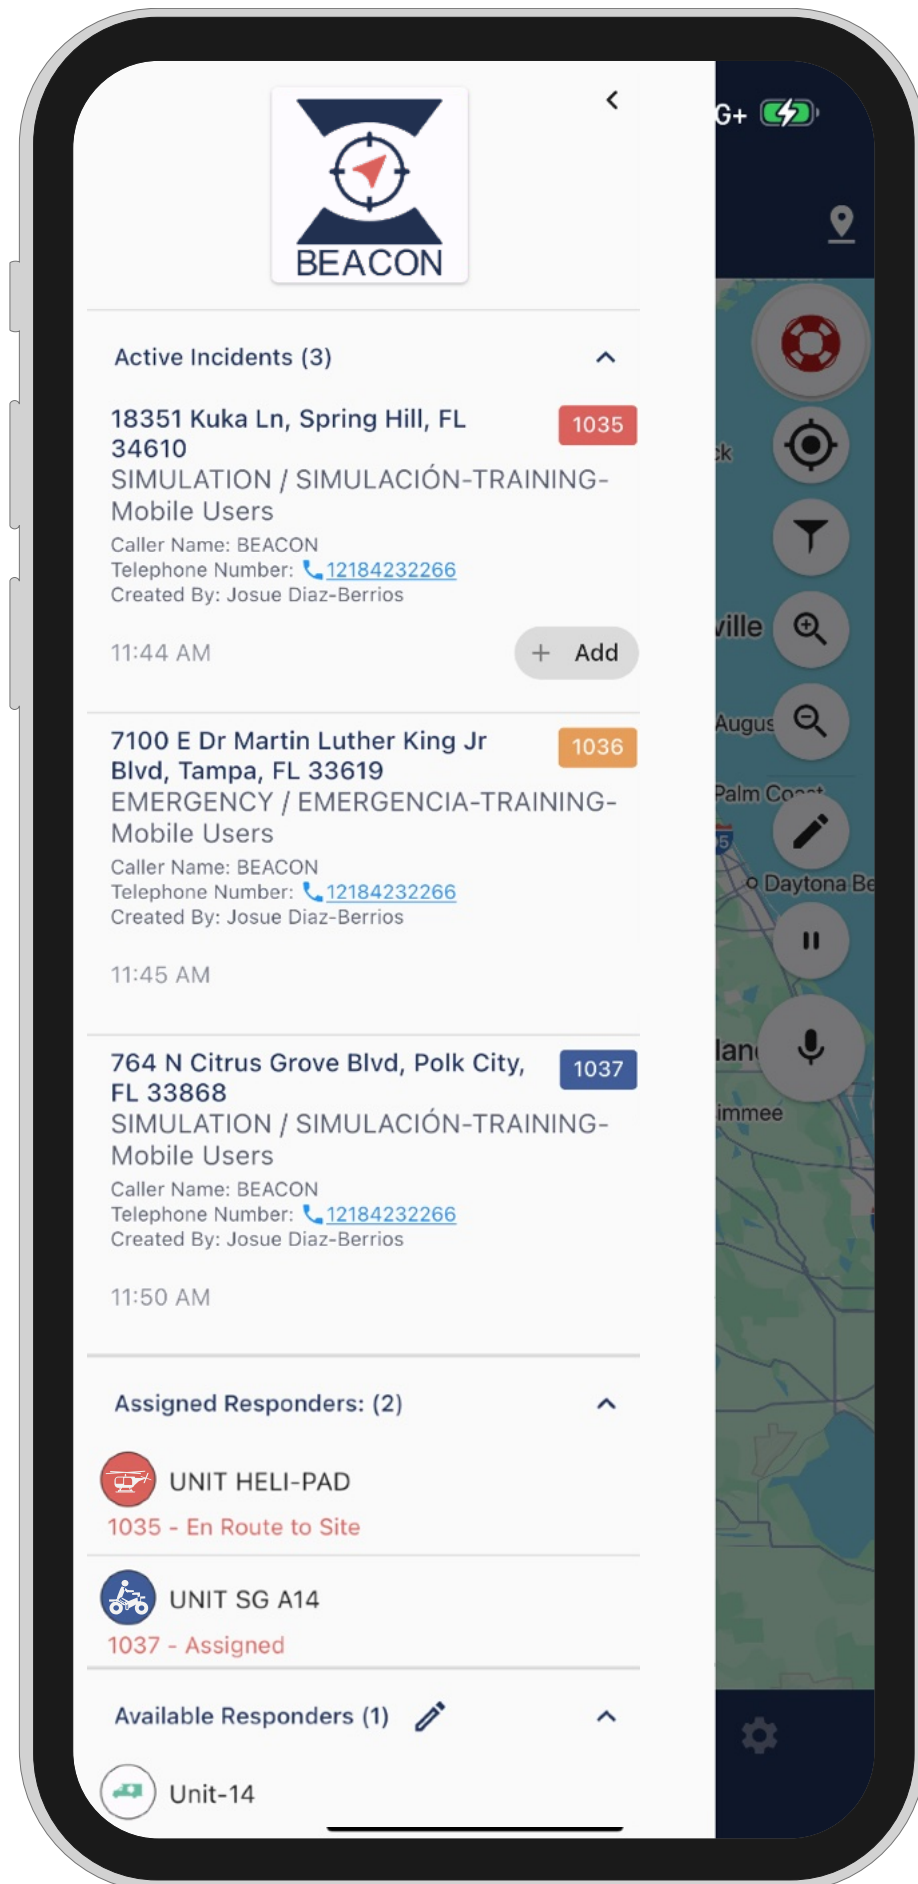 G+
BEACON
Active Incidents (3)
18351 Kuka Ln, Spring Hill, FL
34610
1035
SIMULATION / SIMULACIÓN-TRAINING-
Mobile Users
Caller Name: BEACON
Telephone Number: 12184232266
Created By: Josue Diaz-Berrios
11:44 AM
+ Add
7100 E Dr Martin Luther King Jr
Blvd, Tampa, FL 33619
1036
EMERGENCY / EMERGENCIA-TRAINING-
Mobile Users
Caller Name: BEACON
Telephone Number: 12184232266
Created By: Josue Diaz-Berrios
11:45 AM
764 N Citrus Grove Blvd, Polk City,
FL 33868
1037
SIMULATION / SIMULACIÓN-TRAINING-
Mobile Users
Caller Name: BEACON
Telephone Number: 12184232266
Created By: Josue Diaz-Berrios
11:50 AM
Assigned Responders: (2)
UNIT HELI-PAD
1035 - En Route to Site
UNIT SG A14
1037 - Assigned
Available Responders (1)
Unit-14
ck
ville
Augus
Palm Coast
95
Daytona Be
lan
immee